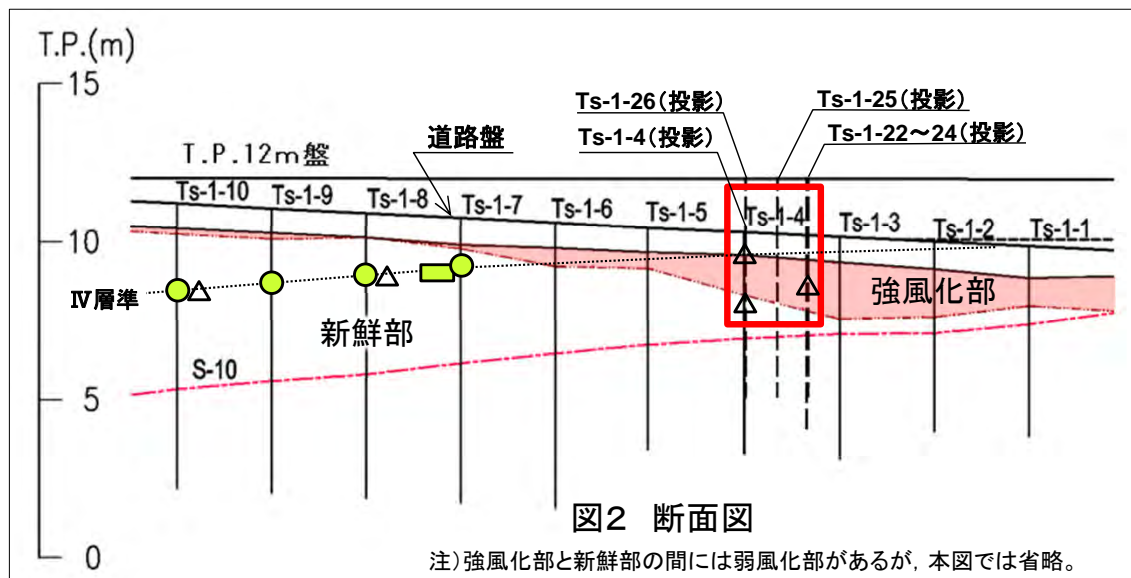 T.P.(m)
15
10
5
0
Ts-1-26(投影)
Ts-1-25(投影)
Ts-1-4(投影)
Ts-1-22～24(投影)
道路盤
T.P.12m盤
Ts-1-10
Ts-1-9
Ts-1-8
Ts-1-7
Ts-1-6
Ts-1-5
Ts-1-4
Ts-1-3
Ts-1-2
Ts-1-1
Ⅳ層準
新鮮部
強風化部
S-10
図2 断面図
注)強風化部と新鮮部の間には弱風化部があるが，本図では省略。